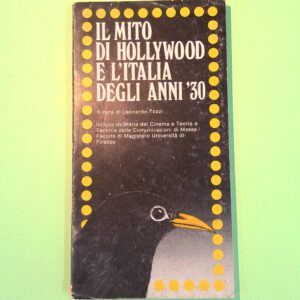 IL MITO
DI HOLLYWOOD
E L'ITALIA
DEGLI ANNI '30
A cura di Leonardo Tozzi
Istituto di Storia del Cinema e Teoria e
Tecnica delle Comunicazioni di Massa /
Facoltà di Magistero Università di
Firenze